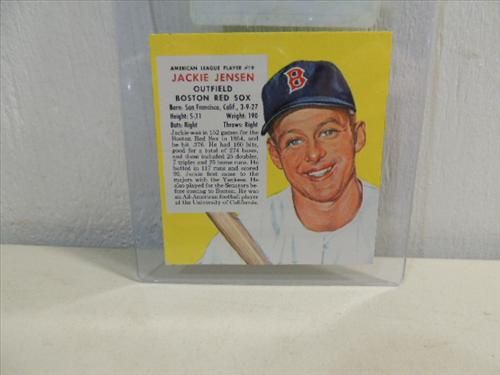 AMERICAN LEAGUE PLAYER #19
JACKIE JENSEN
OUTFIELD
BOSTON RED SOX
Born: San Francisco, Calif., 3-9-27
Height: 5-11 Weight: 190
Bats: Right Throws: Right
Jackie was in 152 games for the
Boston Red Sox in 1954, and
he hit .276. He had 160 hits,
good for a total of 274 bases,
and these included 25 doubles,
7 triples and 25 home runs. He
batted in 117 runs and scored
92. Jackie first came to the
majors with the Yankees. He
also played for the Senators be-
fore coming to Boston. He was
an All-American football player
at the University of California.
B